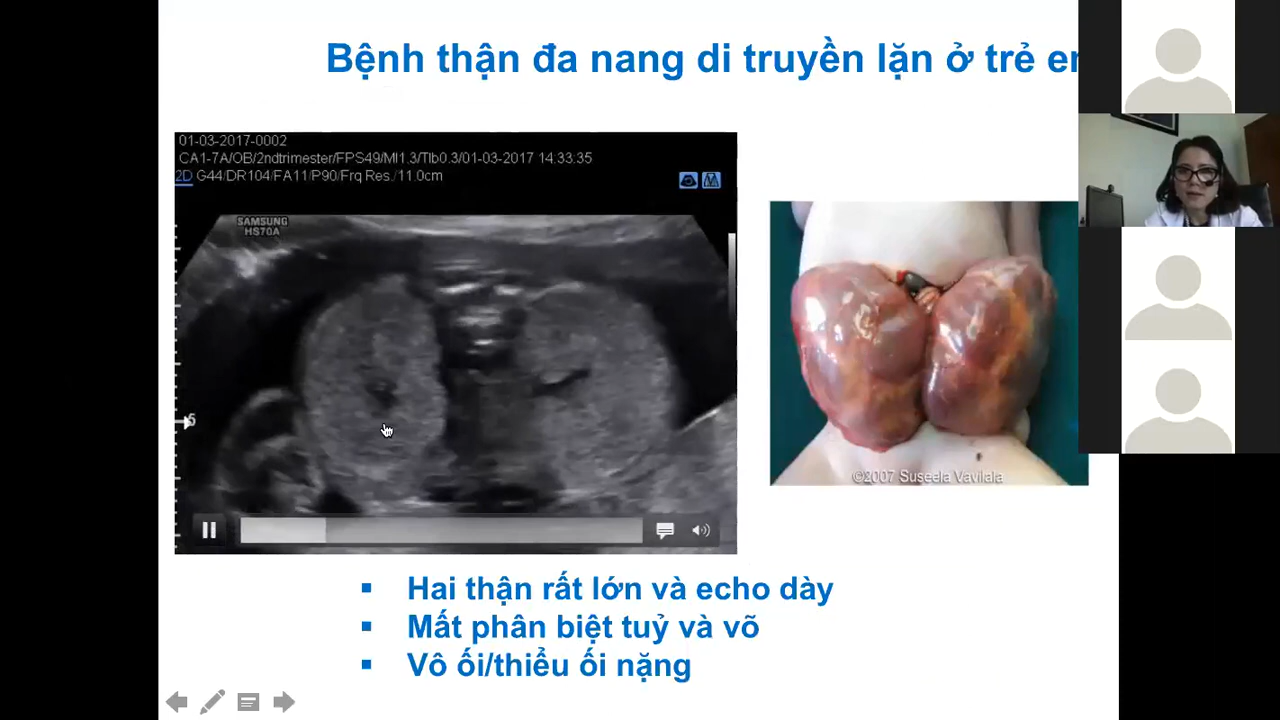 Bệnh thận đa nang di truyền lặn ở trẻ em
01-03-2017-0002
CA1-7A/OB/2ndtrimester/FPS49/MI1.3/TIb0.3/01-03-2017 14:33:35
2D G44/DR104/FA11/P90/Frq Res./11.0cm
SAMSUNG
HS70A
5
©2007 Suseela Vavilala
▪ Hai thận rất lớn và echo dày
▪ Mất phân biệt tuỷ và võ
▪ Vô ối/thiểu ối nặng